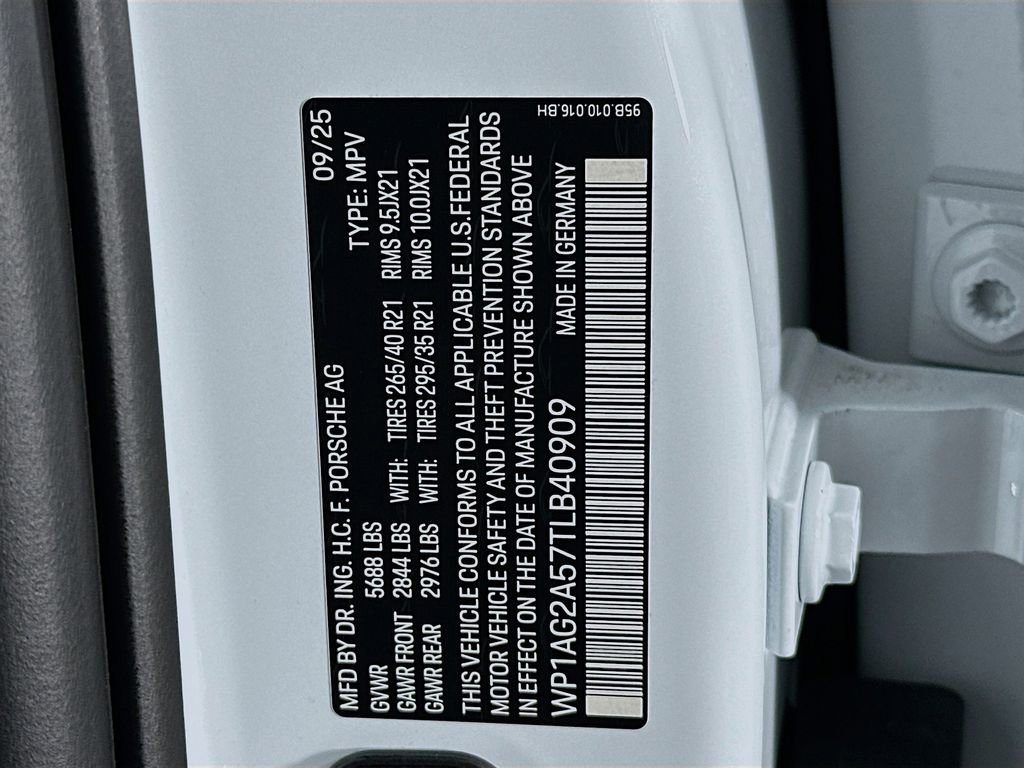 09/25
MFD BY DR. ING. H.C. F. PORSCHE AG
TYPE: MPV
GVWR 5688 LBS
GAWR FRONT 2844 LBS WITH: TIRES 265/40 R21 RIMS 9.5JX21
GAWR REAR 2976 LBS WITH: TIRES 295/35 R21 RIMS 10.0JX21
THIS VEHICLE CONFORMS TO ALL APPLICABLE U.S.FEDERAL
MOTOR VEHICLE SAFETY AND THEFT PREVENTION STANDARDS
IN EFFECT ON THE DATE OF MANUFACTURE SHOWN ABOVE
WP1AG2A57TLB40909 MADE IN GERMANY
95B.010.016.BH